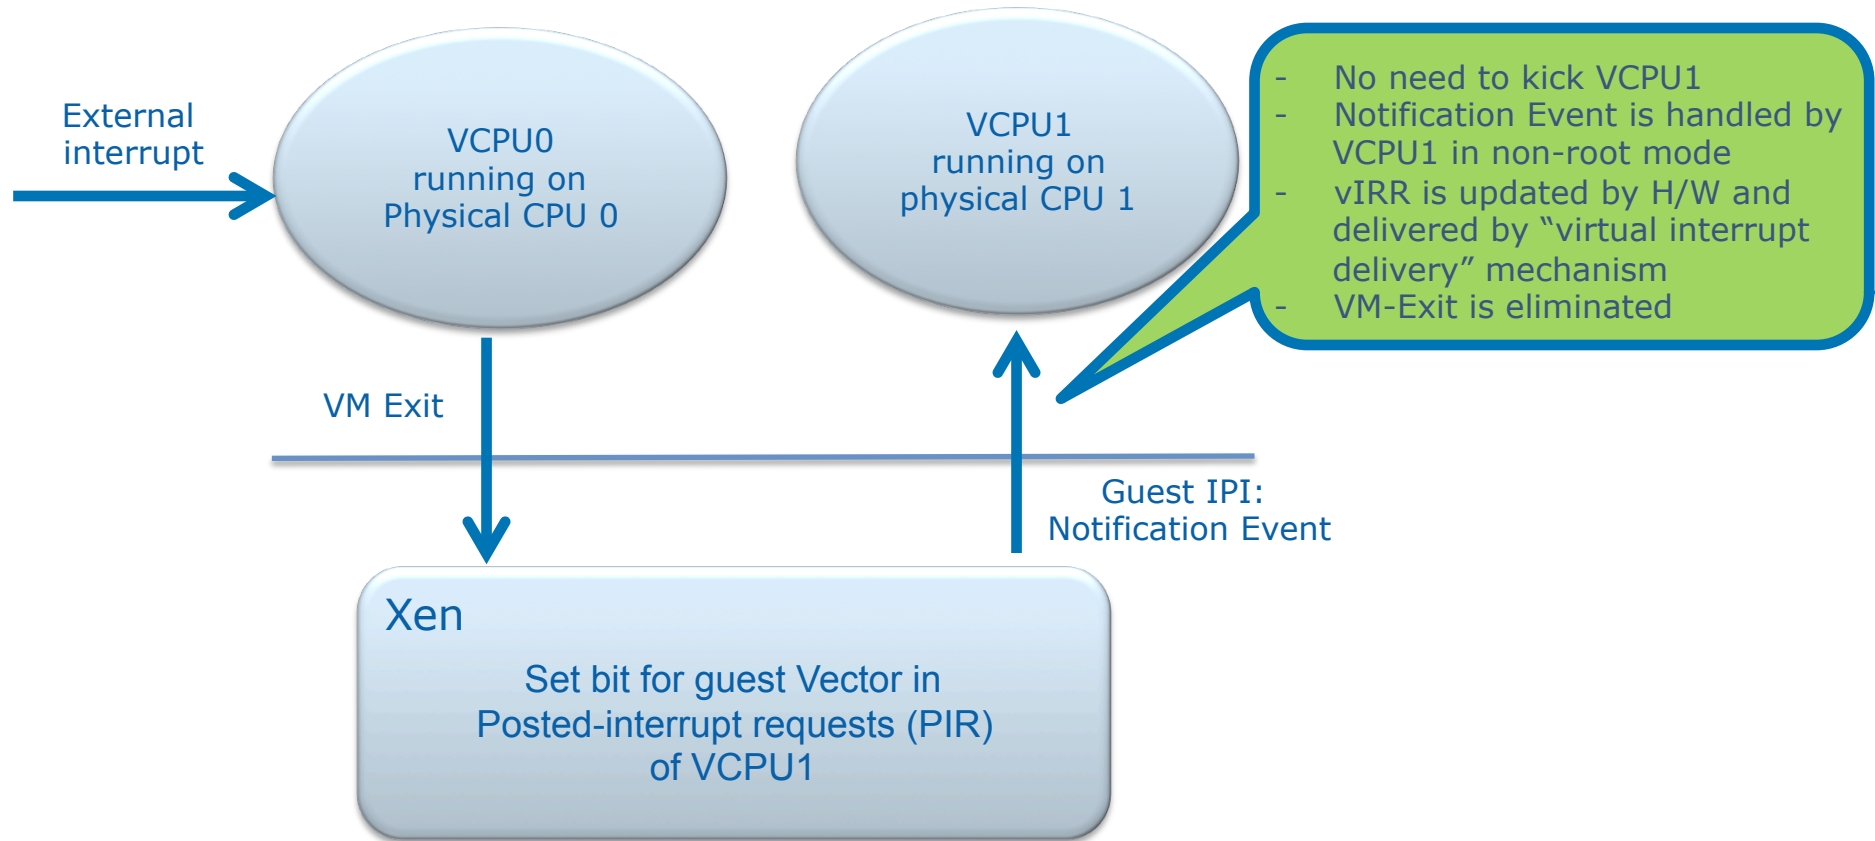 External
interrupt
VCPU0
running on
Physical CPU 0
VCPU1
running on
physical CPU 1
- No need to kick VCPU1
- Notification Event is handled by
VCPU1 in non-root mode
- vIRR is updated by H/W and
delivered by “virtual interrupt
delivery” mechanism
- VM-Exit is eliminated
VM Exit
Guest IPI:
Notification Event
Xen
Set bit for guest Vector in
Posted-interrupt requests (PIR)
of VCPU1